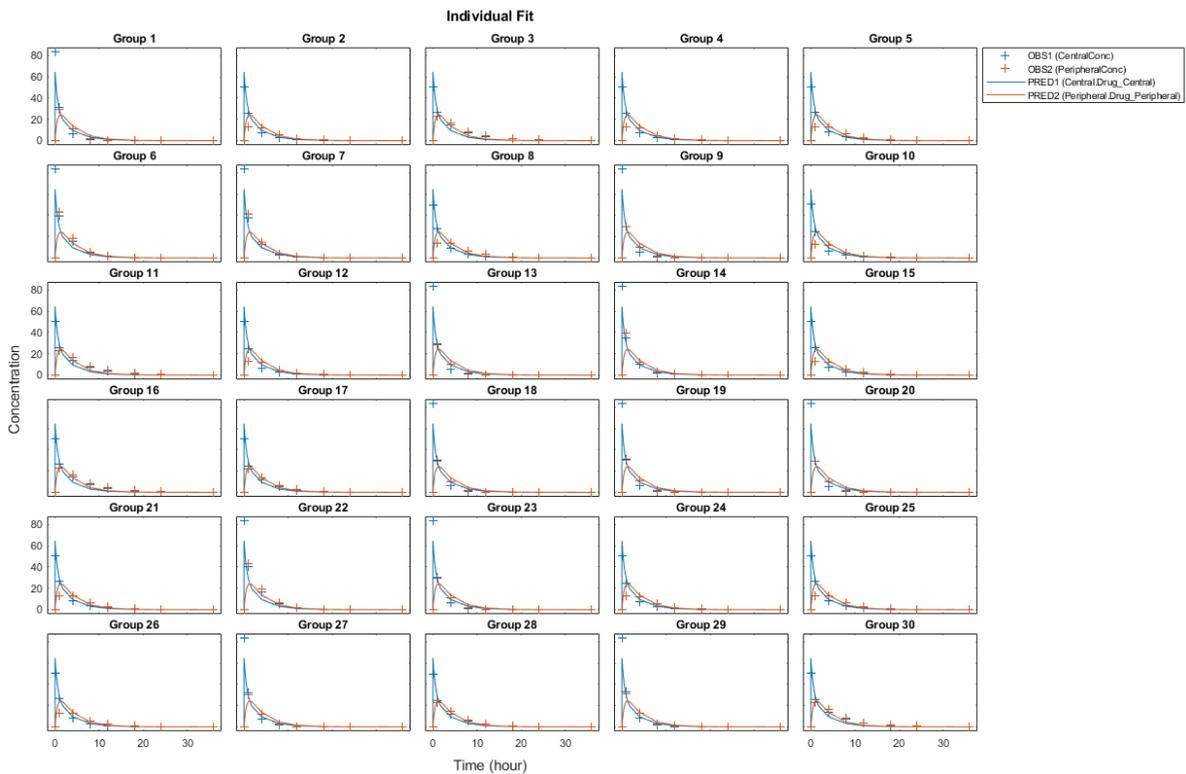 Individual Fit
Group 1
Group 2
Group 3
Group 4
Group 5
OBS1 (CentralConc)
OBS2 (PeripheralConc)
PRED1 (Central.Drug_Central)
PRED2 (Peripheral.Drug_Peripheral)
80
60
40
20
0
Group 6
Group 7
Group 8
Group 9
Group 10
Group 11
Group 12
Group 13
Group 14
Group 15
80
60
40
20
0
Concentration
Group 16
Group 17
Group 18
Group 19
Group 20
Group 21
Group 22
Group 23
Group 24
Group 25
80
60
40
20
0
Group 26
Group 27
Group 28
Group 29
Group 30
0 10 20 30
0 10 20 30
0 10 20 30
Time (hour)